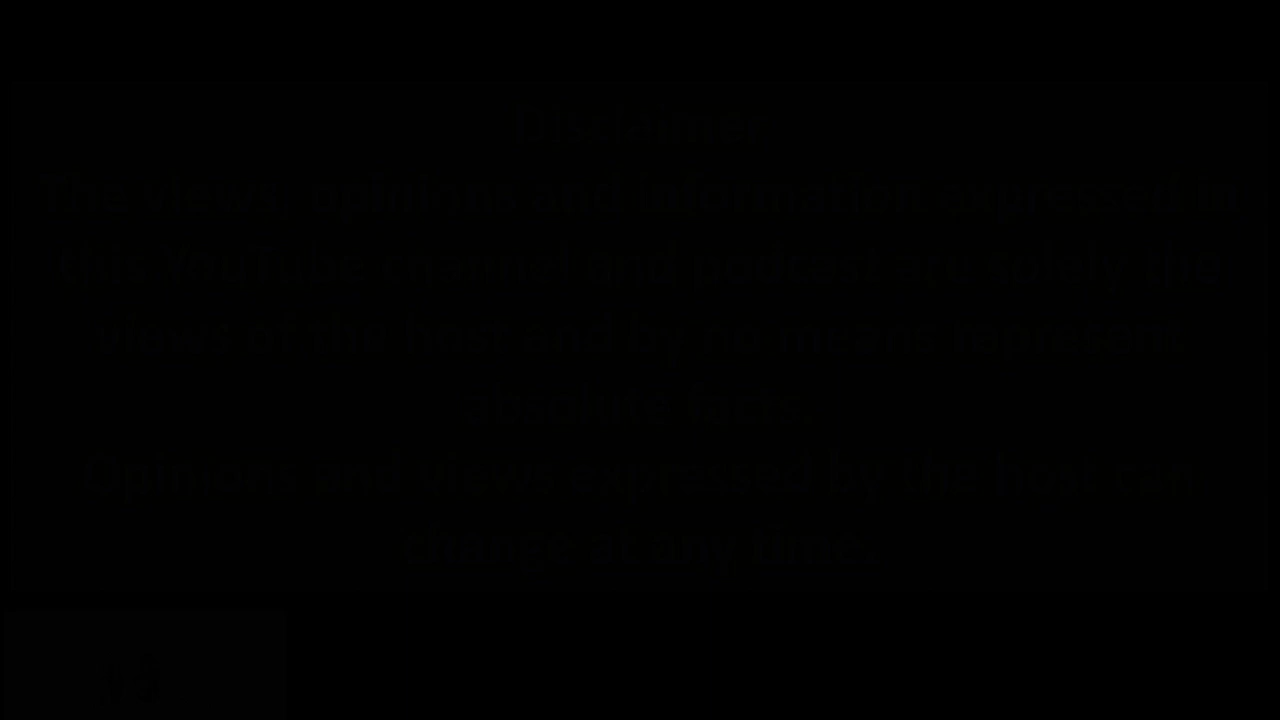 Disclaimer
The views, opinions and information expressed in
this YouTube channel and podcast are solely the
views of the host and by no means represent
absolute facts.
Opinions and views expressed by the host can
change at any time.